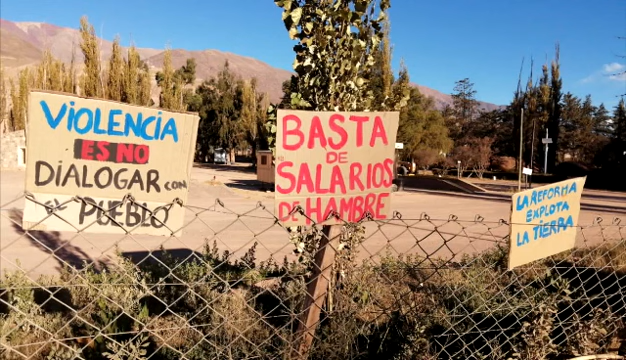 VIOLENCIA
ES NO
DIALOGAR CON
EL PUEBLO
BASTA
DE
SALARIOS
DE HAMBRE
LA REFORMA
EXPLOTA
LA TIERRA